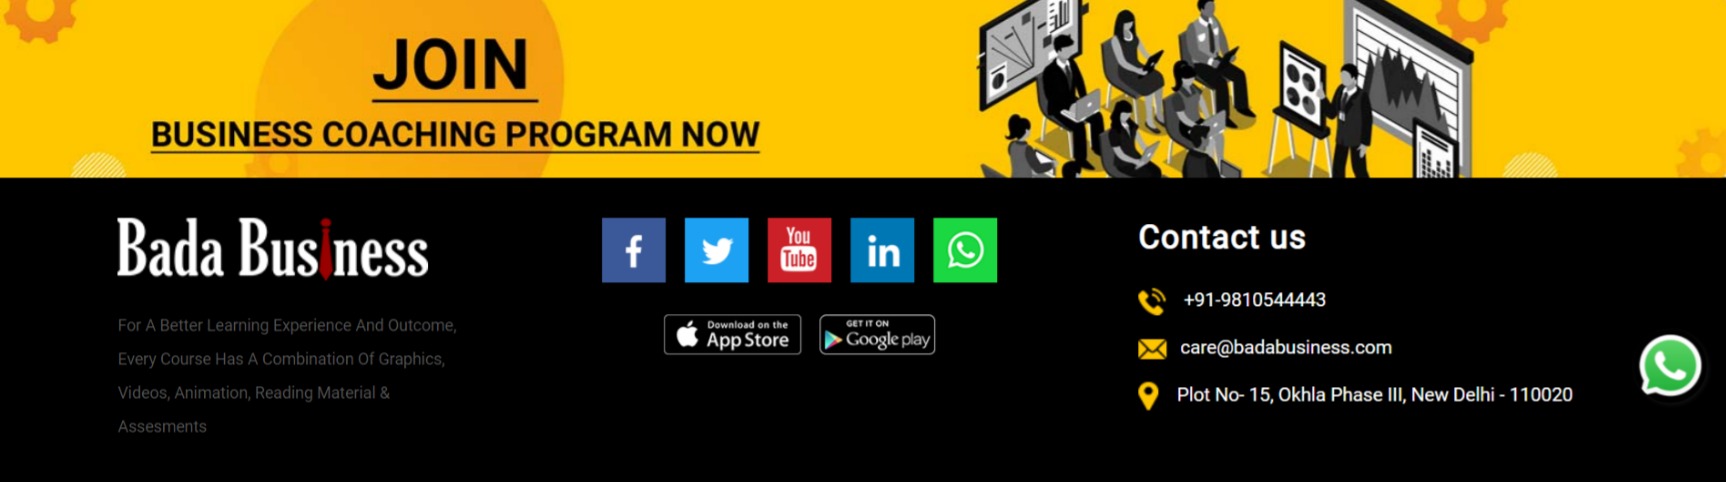 JOIN
BUSINESS COACHING PROGRAM NOW
Bada Business
For A Better Learning Experience And Outcome,
Every Course Has A Combination Of Graphics,
Videos, Animation, Reading Material &
Assesments
f
You
Tube
in
Download on the
App Store
GET IT ON
Google play
Contact us
+91-9810544443
care@badabusiness.com
Plot No- 15, Okhla Phase III, New Delhi - 110020